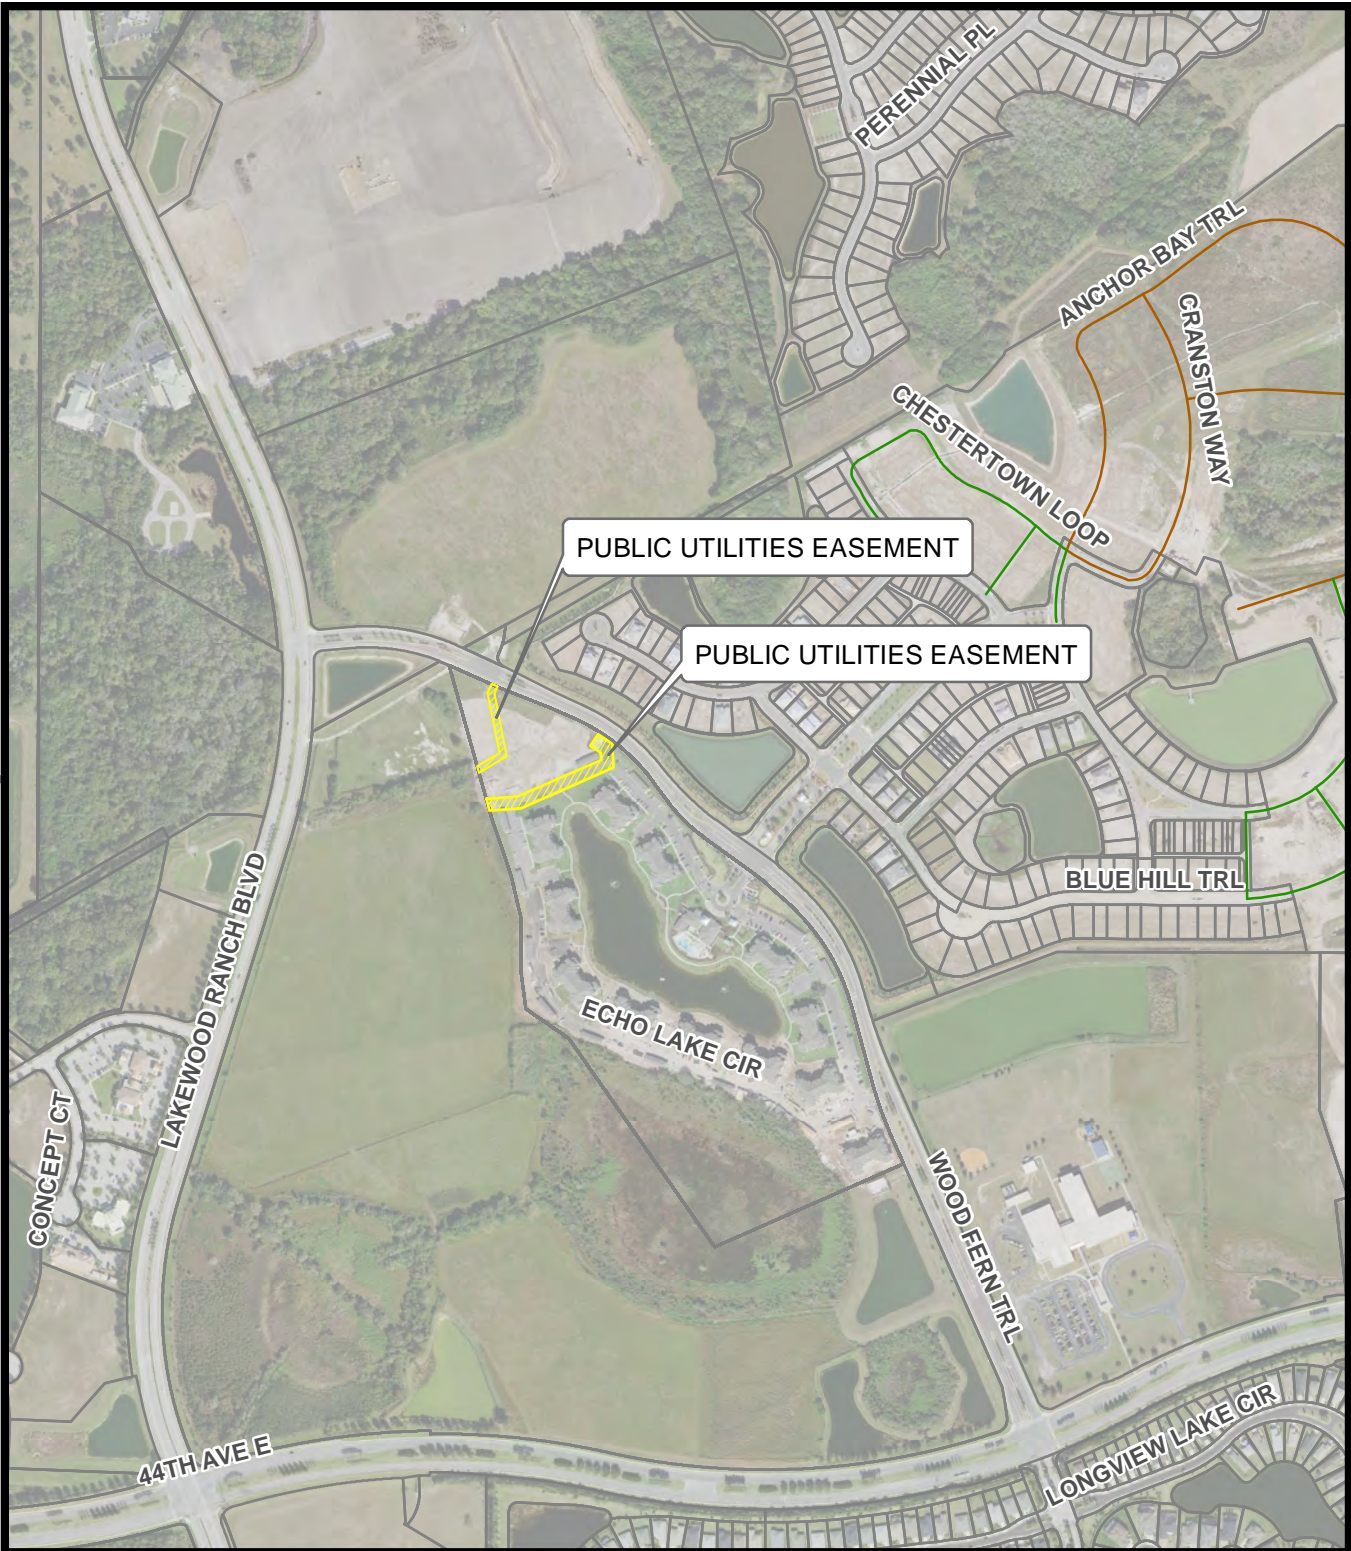 PERENNIAL PL
ANCHOR BAY TRL
CRANSTON WAY
CHESTERTOWN LOOP
PUBLIC UTILITIES EASEMENT
PUBLIC UTILITIES EASEMENT
LAKEWOOD RANCH BLVD
BLUE HILL TRL
ECHO LAKE CIR
CONCEPT CT
WOOD FERN TRL
LONGVIEW LAKE CIR
44TH AVE E